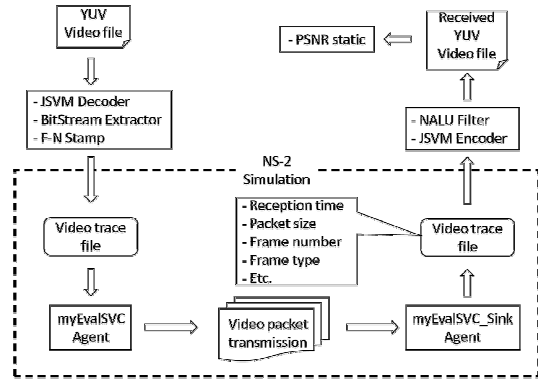 YUV
Video file
- JSVM Decoder
- BitStream Extractor
- F-N Stamp
- PSNR static
Received
YUV
Video file
- NALU Filter
- JSVM Encoder
NS-2
Simulation
Video trace
file
- Reception time
- Packet size
- Frame number
- Frame type
- Etc.
Video trace
file
myEvalSVC
Agent
Video packet
transmission
myEvalSVC_Sink
Agent